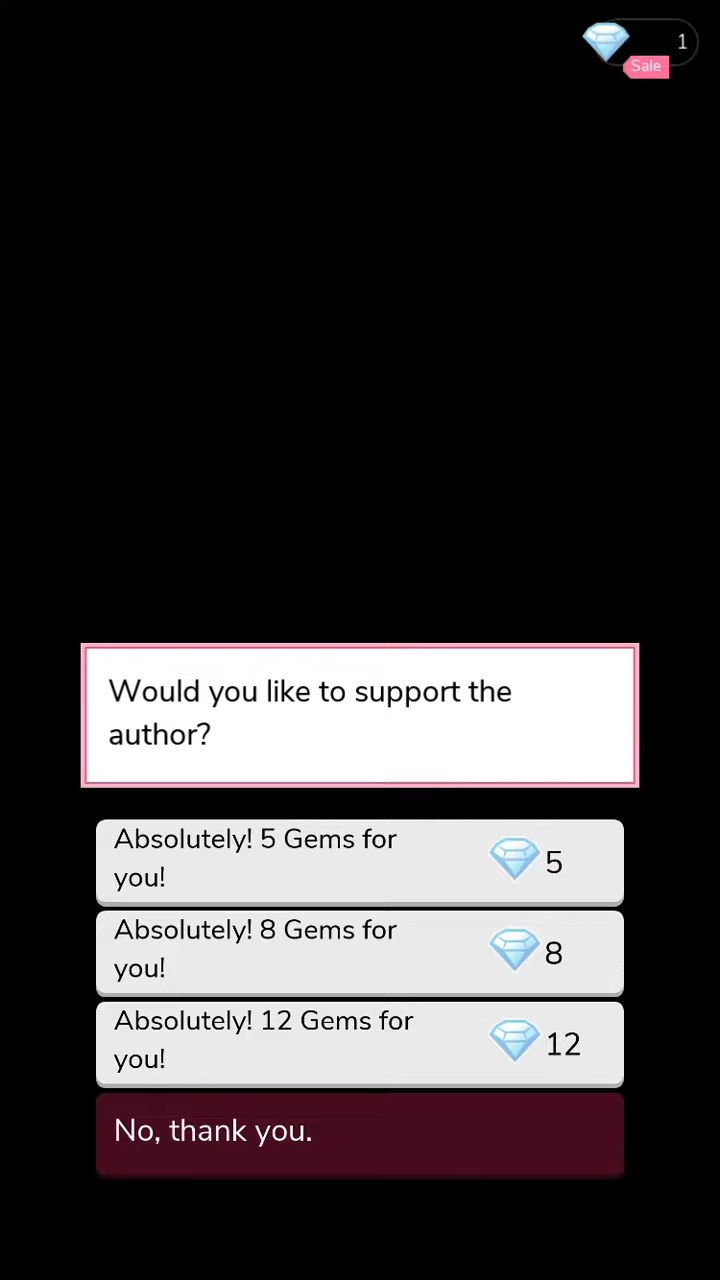 1
Sale
Would you like to support the
author?
Absolutely! 5 Gems for
you!
5
Absolutely! 8 Gems for
you!
8
Absolutely! 12 Gems for
you!
12
No, thank you.